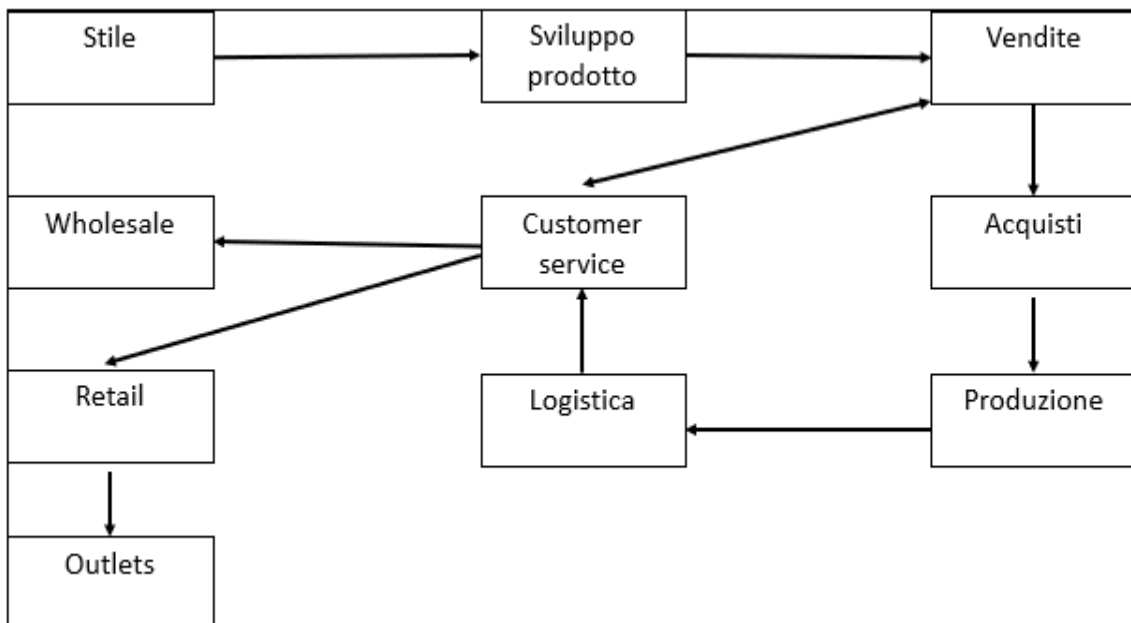 Stile
Sviluppo
prodotto
Vendite
Wholesale
Customer
service
Acquisti
Retail
Logistica
Produzione
Outlets